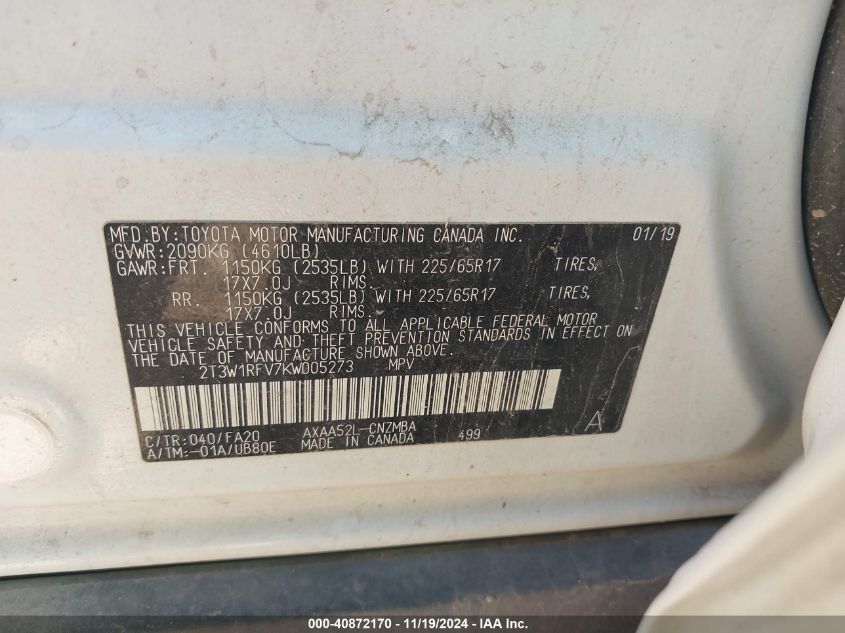 MFD BY:TOYOTA MOTOR MANUFACTURING CANADA INC. 01/19
GVWR:2090KG (4610LB)
GAWR:FRT. 1150KG (2535LB) WITH 225/65R17 TIRES,
17X7.0J RIMS.
RR. 1150KG (2535LB) WITH 225/65R17 TIRES,
17X7.0J RIMS.
THIS VEHICLE CONFORMS TO ALL APPLICABLE FEDERAL MOTOR
VEHICLE SAFETY AND THEFT PREVENTION STANDARDS IN EFFECT ON
THE DATE OF MANUFACTURE SHOWN ABOVE.
2T3W1RFV7KW005273 MPV
A
C/TR:040/FA20 AXAA52L-CNZMBA 499
A/TM:-01A/UB80E MADE IN CANADA
000-40872170 - 11/19/2024 - IAA Inc.